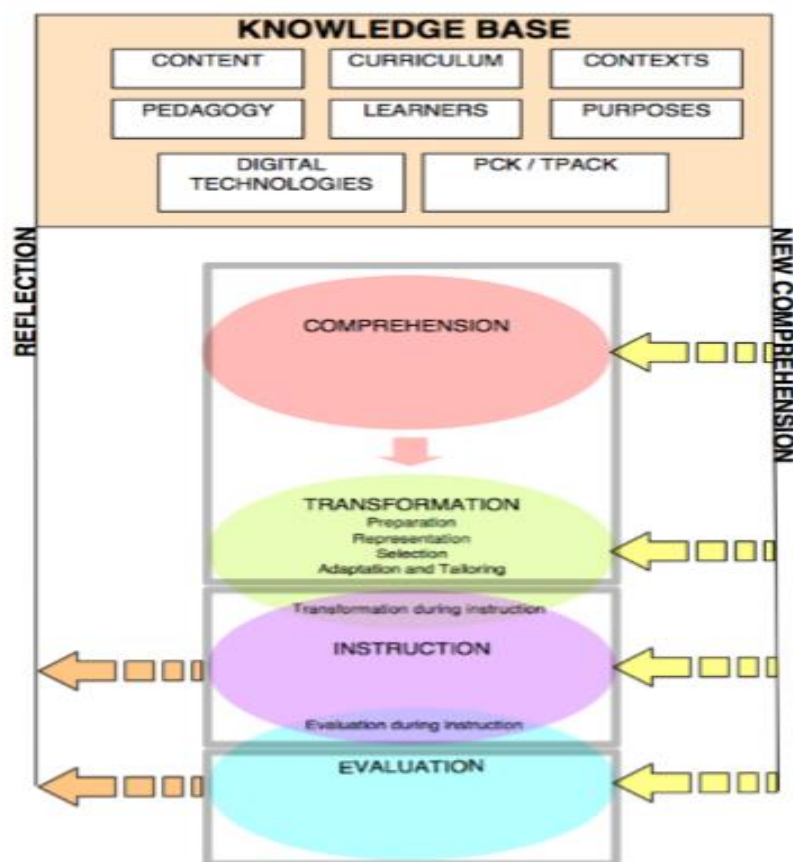 KNOWLEDGE BASE
CONTENT
CURRICULUM
CONTEXTS
PEDAGOGY
LEARNERS
PURPOSES
DIGITAL
TECHNOLOGIES
PCK / TPACK
REFLECTION
NEW COMPREHENSION
COMPREHENSION
TRANSFORMATION
Preparation
Representation
Selection
Adaptation and Tailoring
Transformation during instruction
INSTRUCTION
Evaluation during instruction
EVALUATION